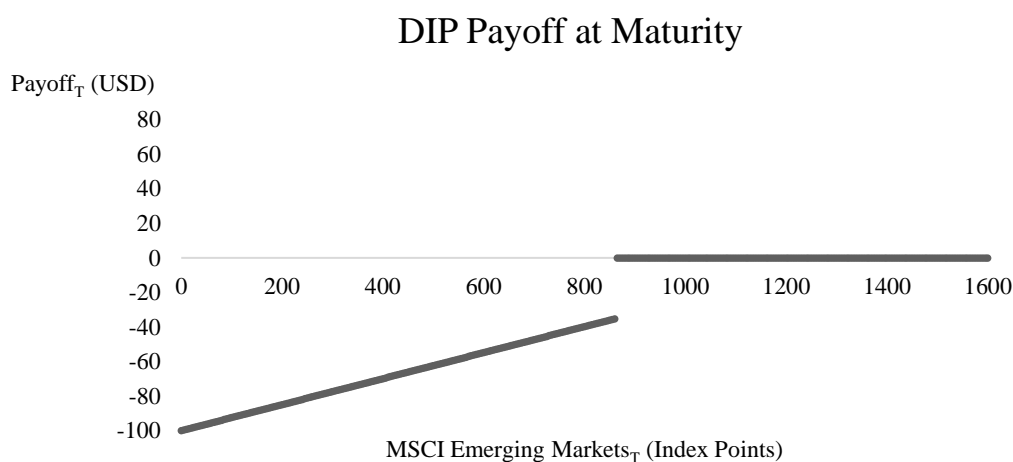 DIP Payoff at Maturity
PayoffT (USD)
80
60
40
20
0
0 200 400 600 800 1000 1200 1400 1600
-20
-40
-60
-80
-100
MSCI Emerging MarketsT (Index Points)